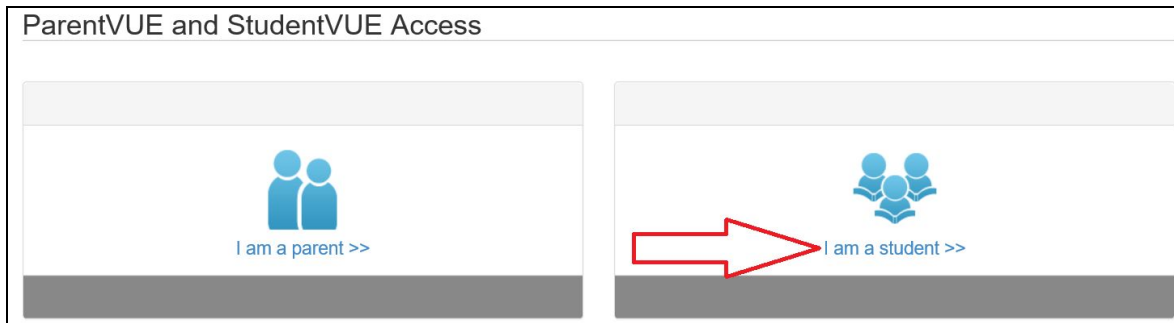 ParentVUE and StudentVUE Access
I am a parent >>
I am a student >>